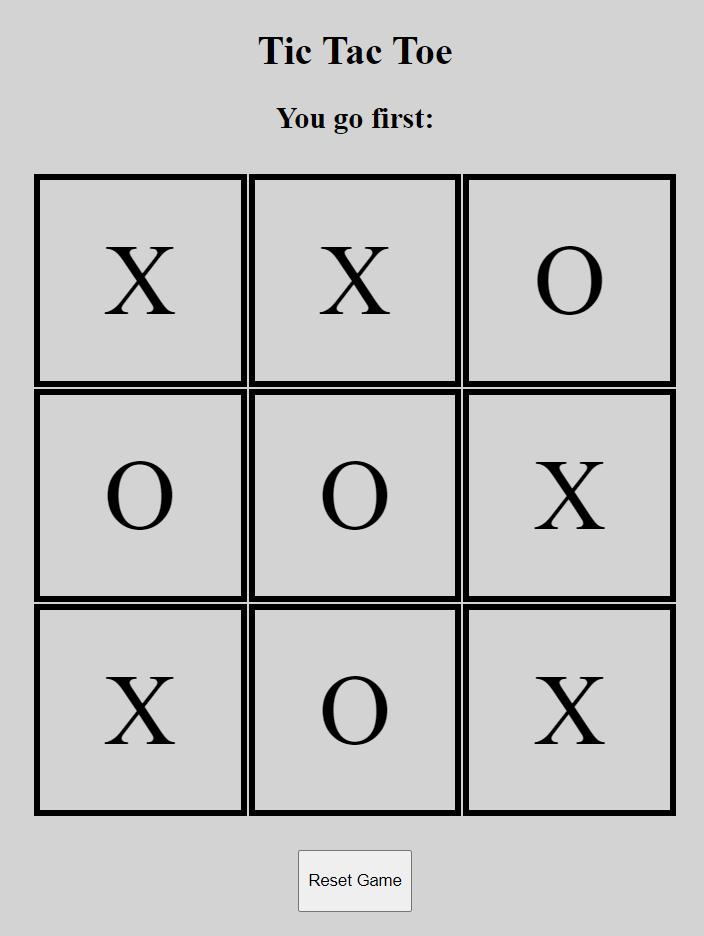 Tic Tac Toe
You go first:
X X O
O O X
X O X
Reset Game